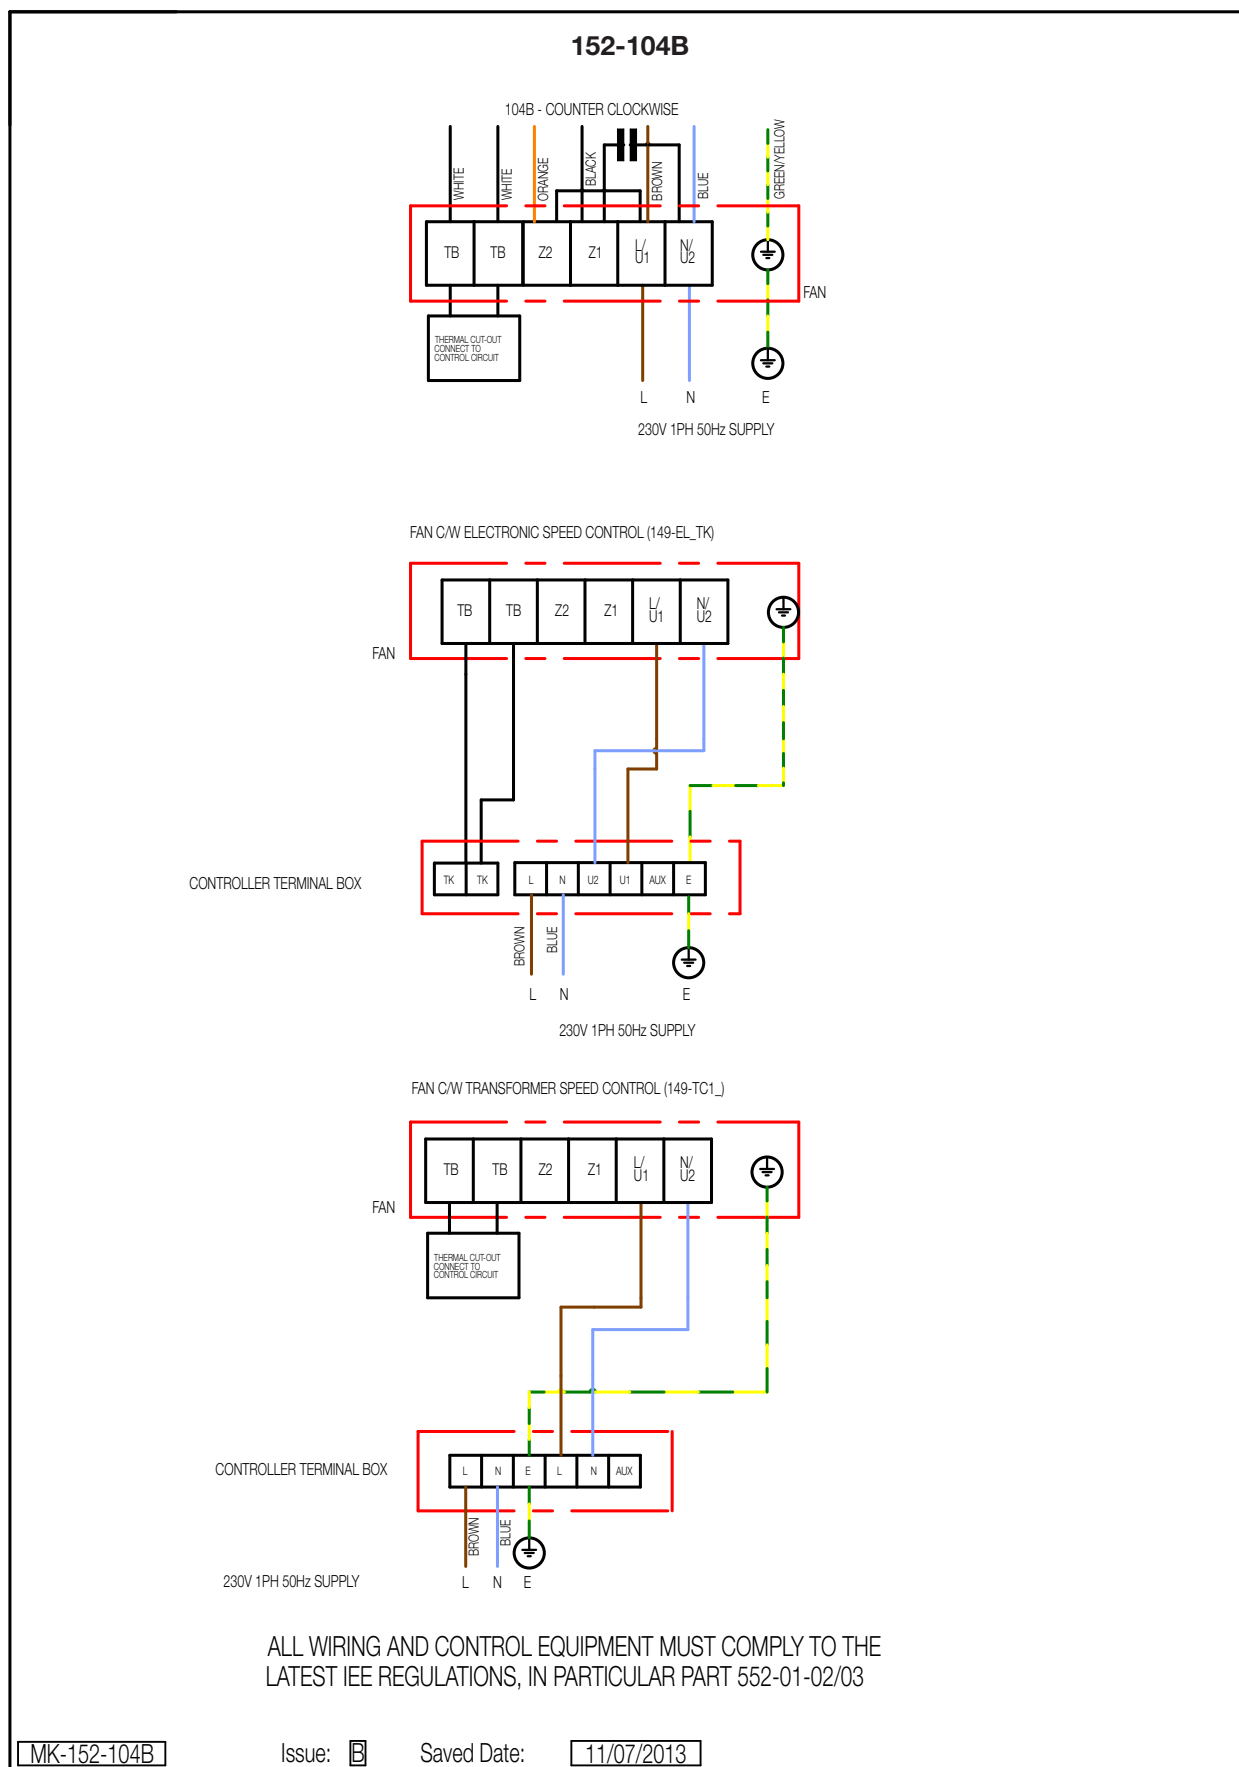 152-104B
104B - COUNTER CLOCKWISE
WHITE
WHITE
ORANGE
BLACK
BROWN
BLUE
GREEN/YELLOW
TB
TB
Z2
Z1
L/
U1
N/
U2
FAN
THERMAL CUT-OUT
CONNECT TO
CONTROL CIRCUIT
L
N
E
230V 1PH 50Hz SUPPLY
FAN C/W ELECTRONIC SPEED CONTROL (149-EL_TK)
TB
TB
Z2
Z1
L/
U1
N/
U2
FAN
CONTROLLER TERMINAL BOX
TK
TK
L
N
U2
U1
AUX
E
BROWN
BLUE
L
N
E
230V 1PH 50Hz SUPPLY
FAN C/W TRANSFORMER SPEED CONTROL (149-TC1_)
TB
TB
Z2
Z1
L/
U1
N/
U2
FAN
THERMAL CUT-OUT
CONNECT TO
CONTROL CIRCUIT
CONTROLLER TERMINAL BOX
L
N
E
L
N
AUX
BROWN
BLUE
230V 1PH 50Hz SUPPLY
L
N
E
ALL WIRING AND CONTROL EQUIPMENT MUST COMPLY TO THE
LATEST IEE REGULATIONS, IN PARTICULAR PART 552-01-02/03
MK-152-104B
Issue: B
Saved Date: 11/07/2013